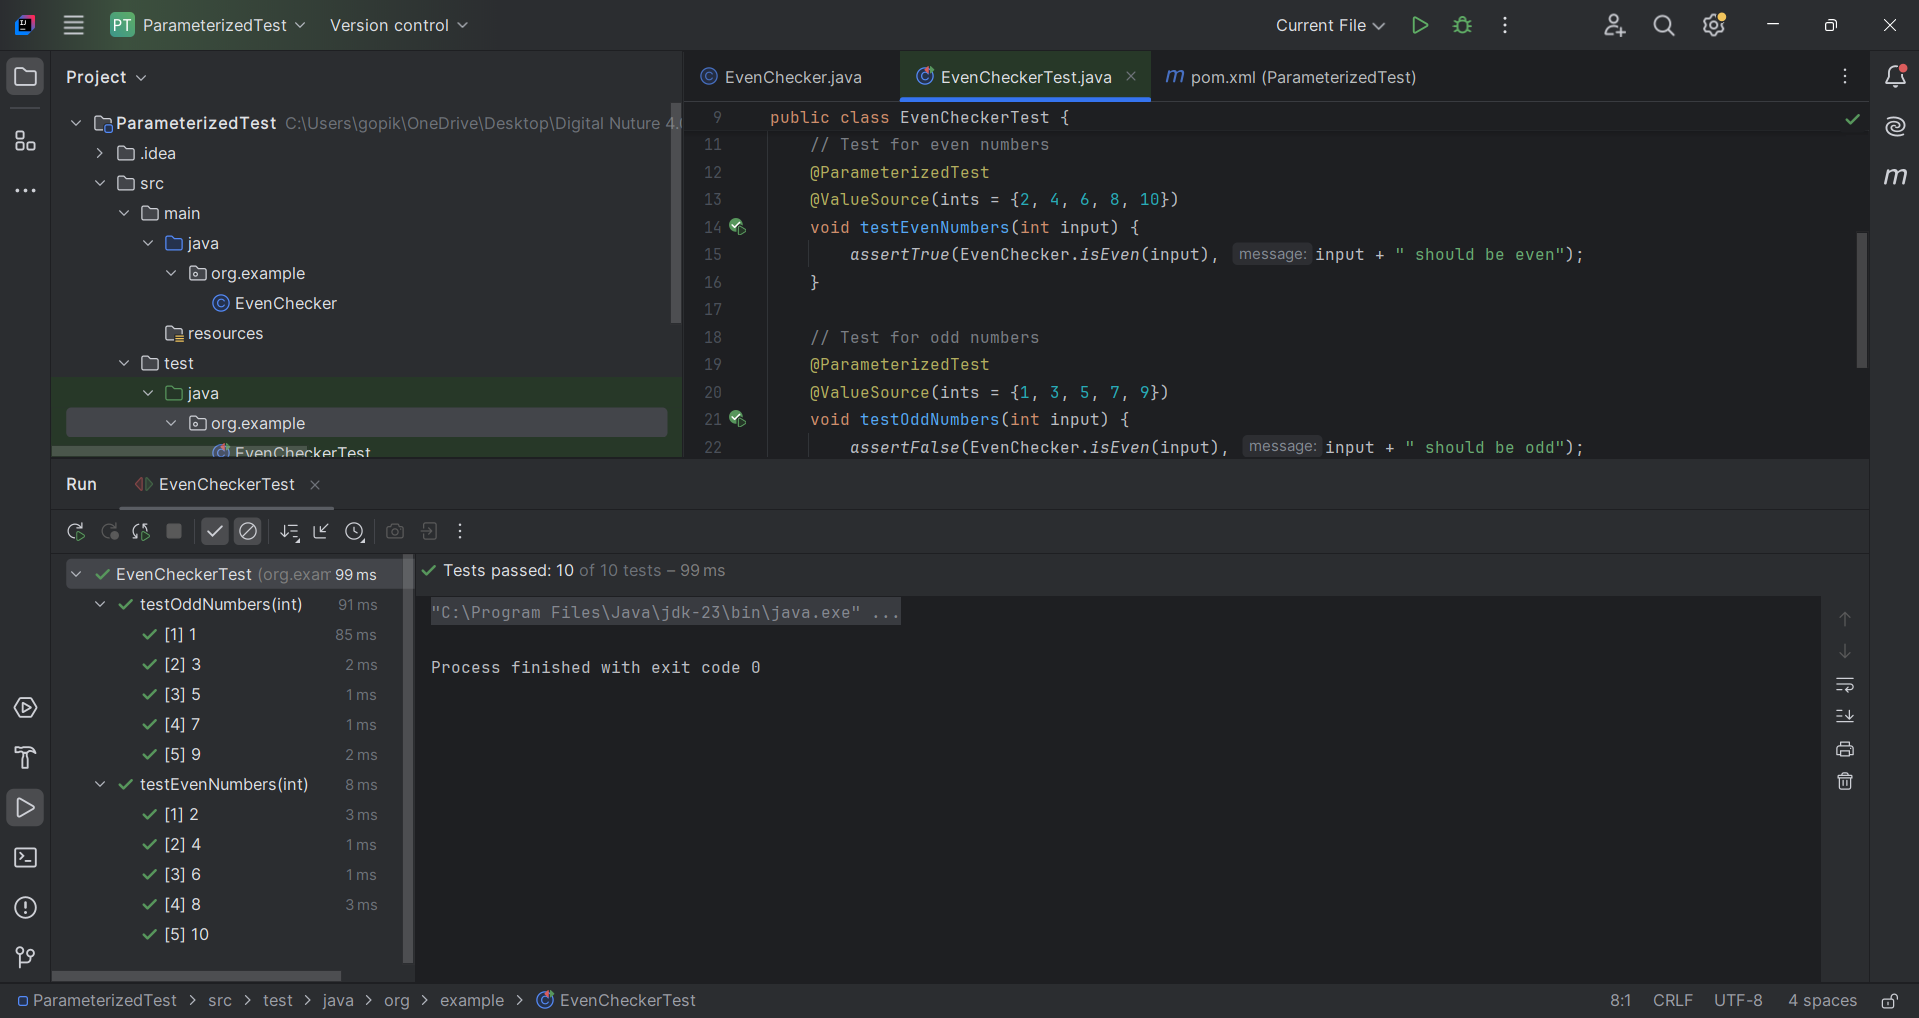 PT ParameterizedTest Version control Current File
Project
ParameterizedTest C:\Users\gopik\OneDrive\Desktop\Digital Nuture 4.
.idea
src
main
java
org.example
EvenChecker
resources
test
java
org.example
EvenCheckerTest
EvenChecker.java EvenCheckerTest.java m pom.xml (ParameterizedTest)
9 public class EvenCheckerTest {
11 // Test for even numbers
12 @ParameterizedTest
13 @ValueSource(ints = {2, 4, 6, 8, 10})
14 void testEvenNumbers(int input) {
15 assertTrue(EvenChecker.isEven(input), message: input + " should be even");
16 }
17
18 // Test for odd numbers
19 @ParameterizedTest
20 @ValueSource(ints = {1, 3, 5, 7, 9})
21 void testOddNumbers(int input) {
22 assertFalse(EvenChecker.isEven(input), message: input + " should be odd");
m
Run EvenCheckerTest
EvenCheckerTest (org.exam 99 ms
testOddNumbers(int) 91 ms
[1] 1 85 ms
[2] 3 2 ms
[3] 5 1 ms
[4] 7 1 ms
[5] 9 2 ms
testEvenNumbers(int) 8 ms
[1] 2 3 ms
[2] 4 1 ms
[3] 6 1 ms
[4] 8 3 ms
[5] 10
Tests passed: 10 of 10 tests – 99 ms
"C:\Program Files\Java\jdk-23\bin\java.exe" ...
Process finished with exit code 0
ParameterizedTest > src > test > java > org > example > EvenCheckerTest 8:1 CRLF UTF-8 4 spaces